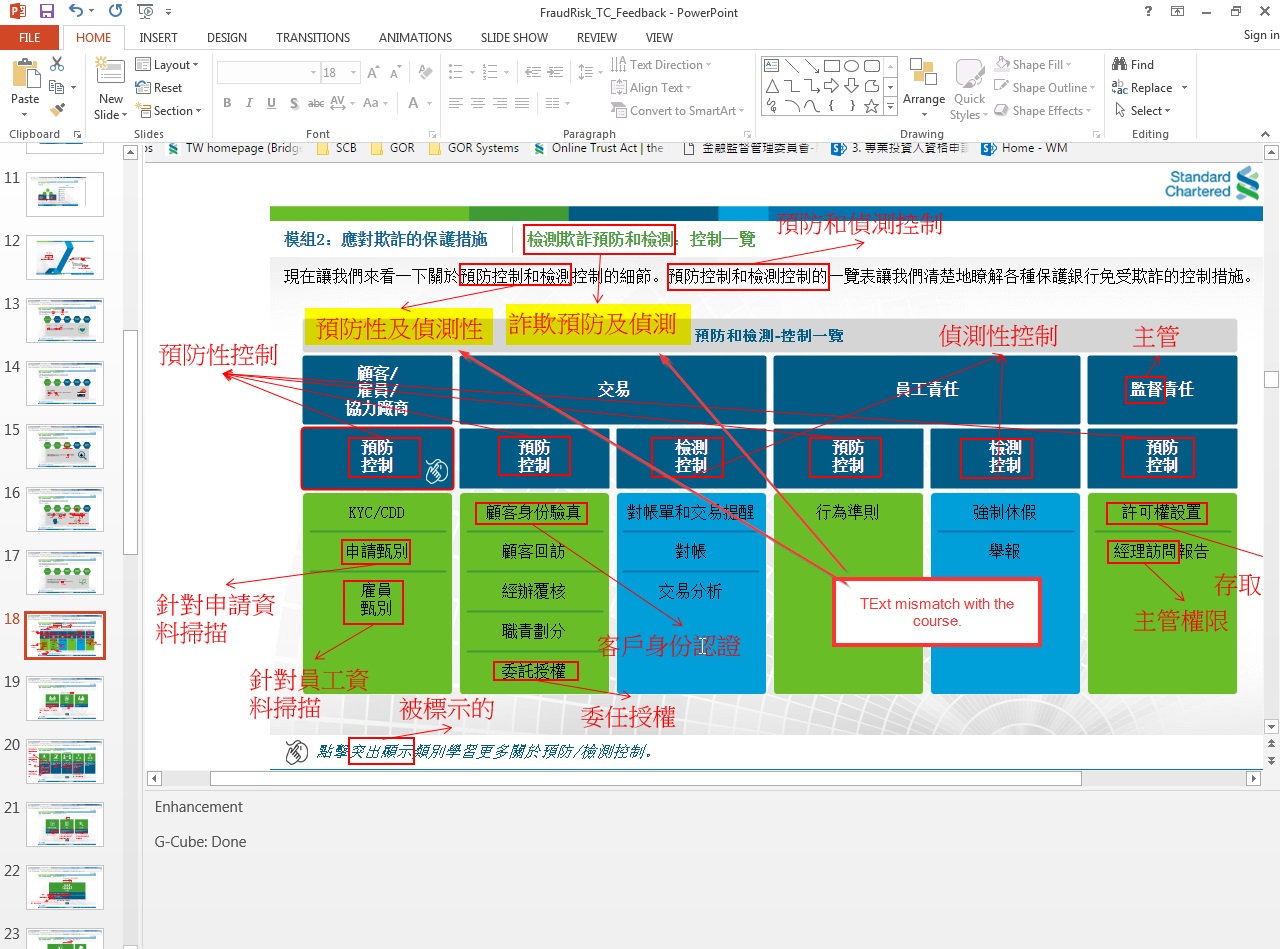 FraudRisk_TC_Feedback - PowerPoint
FILE HOME INSERT DESIGN TRANSITIONS ANIMATIONS SLIDE SHOW REVIEW VIEW Sign in
Paste
New
Slide
Layout
Reset
Section
18
Text Direction
Align Text
Convert to SmartArt
Arrange
Quick
Styles
Shape Fill
Shape Outline
Shape Effects
Find
Replace
Select
Clipboard Slides Font Paragraph Drawing Editing
TW homepage (Bridge SCB GOR GOR Systems Online Trust Act | the 金融監督管理委員會- 3. 專業投資人資格申請 Home - WM
11
12
13
14
15
16
17
18
19
20
21
22
23
Standard
Chartered
模組2：應對欺詐的保護措施 檢測欺詐預防和檢測：控制一覽
預防和偵測控制
現在讓我們來看一下關於預防控制和檢測控制的細節。預防控制和檢測控制的一覽表讓我們清楚地瞭解各種保護銀行免受欺詐的控制措施。
預防性及偵測性
詐欺預防及偵測
預防和檢測-控制一覽
偵測性控制
主管
預防性控制
顧客/
雇員/
協力廠商
交易
員工責任
監督責任
預防
控制
預防
控制
檢測
控制
預防
控制
檢測
控制
預防
控制
KYC/CDD
申請甄別
雇員
甄別
顧客身份驗真
顧客回訪
經辦覆核
職責劃分
委託授權
對帳單和交易提醒
對帳
交易分析
行為準則
強制休假
舉報
許可權設置
經理訪問報告
TExt mismatch with the
course.
針對申請資
料掃描
針對員工資
料掃描
客戶身份認證
委任授權
被標示的
存取
主管權限
點擊突出顯示類別學習更多關於預防/檢測控制。
Enhancement
G-Cube: Done